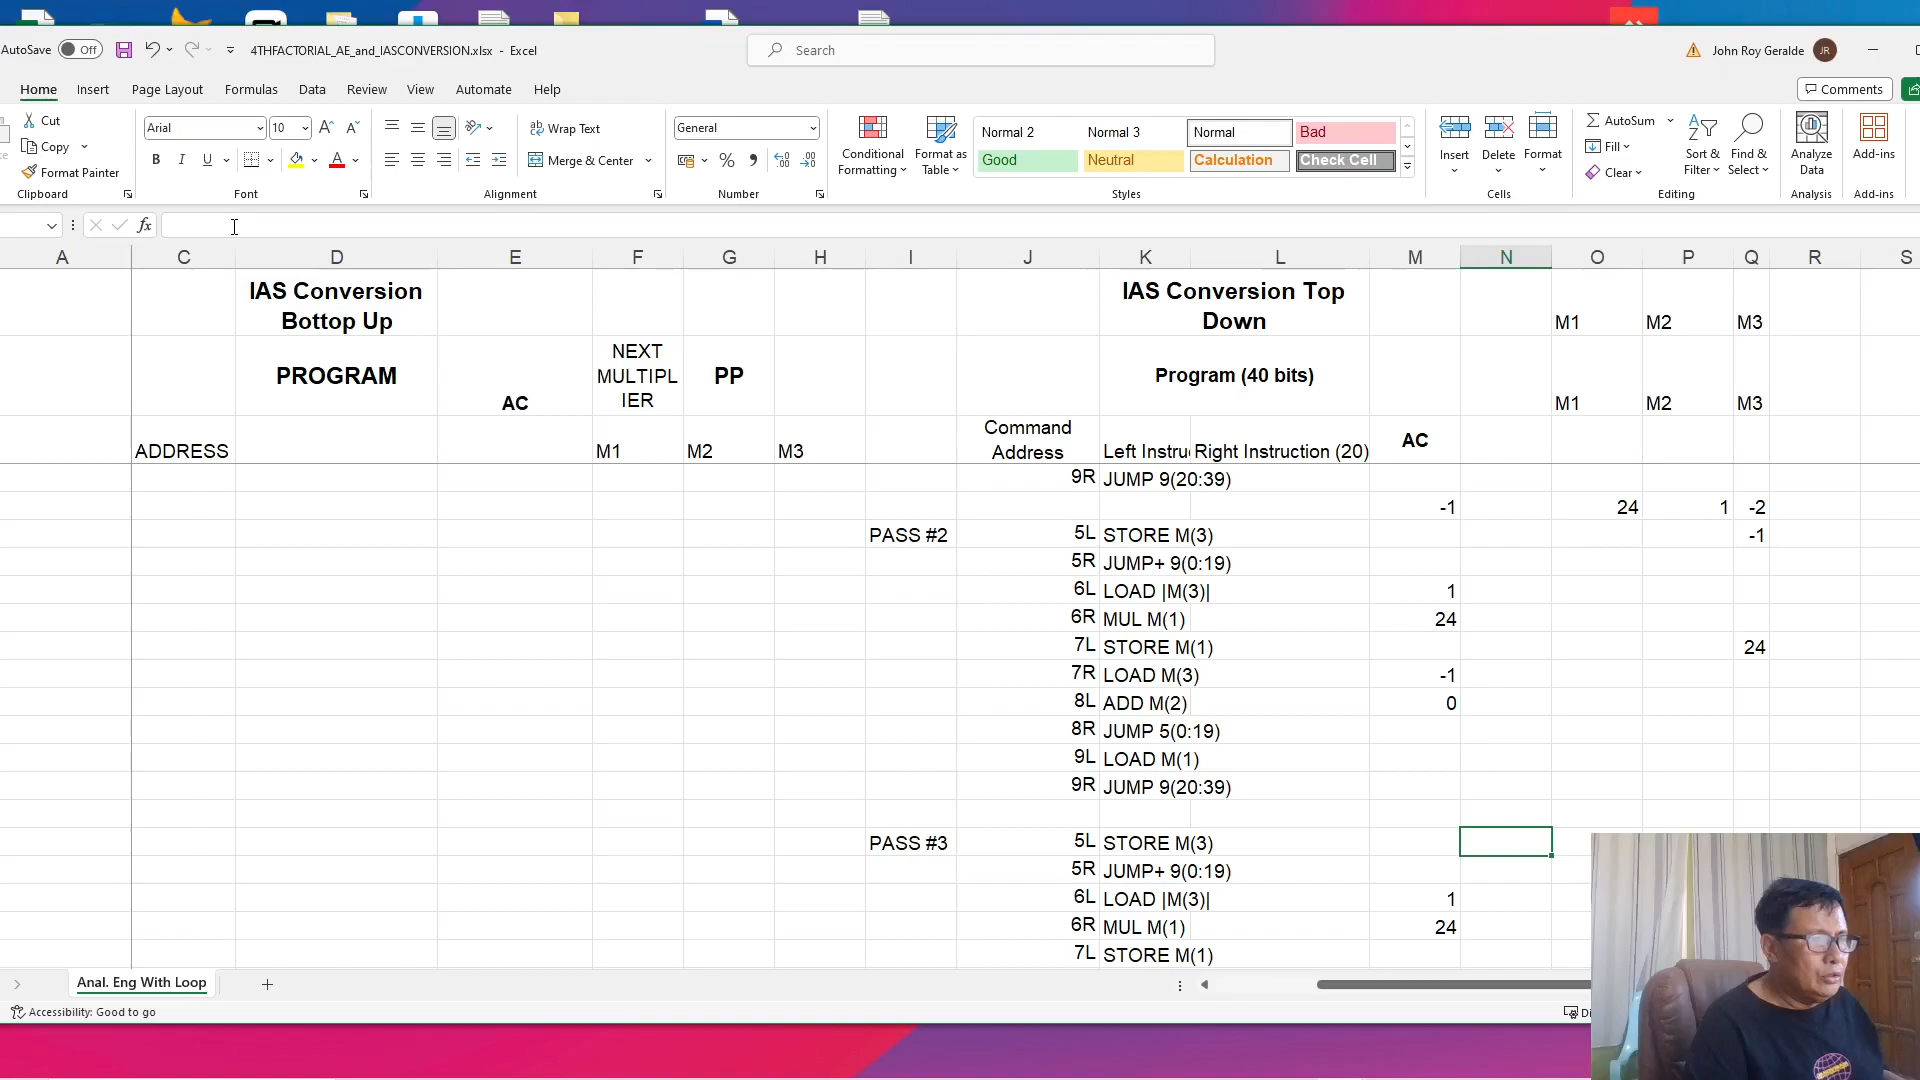 AutoSave Off 4THFACTORIAL_AE_and_IASCONVERSION.xlsx - Excel Search John Roy Geralde JR
Home Insert Page Layout Formulas Data Review View Automate Help Comments
Cut Arial 10 Wrap Text General Normal 2 Normal 3 Normal Bad AutoSum
Copy Fill
Format Painter B I U Merge & Center % Conditional Formatting Format as Table Good Neutral Calculation Check Cell Insert Delete Format Clear Sort & Filter Find & Select Analyze Data Add-ins
Clipboard Font Alignment Number Styles Cells Editing Analysis Add-ins
fx
A C D E F G H I J K L M N O P Q R S
IAS Conversion Bottop Up IAS Conversion Top Down M1 M2 M3
PROGRAM AC NEXT MULTIPL IER PP Program (40 bits) M1 M2 M3
ADDRESS M1 M2 M3 Command Address Left Instru Right Instruction (20) AC
9R JUMP 9(20:39)
-1 24 1 -2
PASS #2 5L STORE M(3) -1
5R JUMP+ 9(0:19)
6L LOAD |M(3)| 1
6R MUL M(1) 24
7L STORE M(1) 24
7R LOAD M(3) -1
8L ADD M(2) 0
8R JUMP 5(0:19)
9L LOAD M(1)
9R JUMP 9(20:39)
PASS #3 5L STORE M(3)
5R JUMP+ 9(0:19)
6L LOAD |M(3)| 1
6R MUL M(1) 24
7L STORE M(1)
Anal. Eng With Loop
Accessibility: Good to go